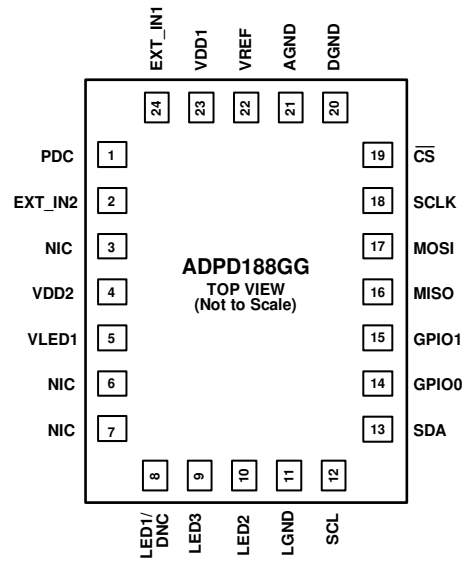 EXT_IN1
VDD1
VREF
AGND
DGND
24
23
22
21
20
PDC 1
19 CS
EXT_IN2 2
18 SCLK
NIC 3
17 MOSI
ADPD188GG
TOP VIEW
(Not to Scale)
VDD2 4
16 MISO
VLED1 5
15 GPIO1
NIC 6
14 GPIO0
NIC 7
13 SDA
8
9
10
11
12
LED1/
DNC
LED3
LED2
LGND
SCL